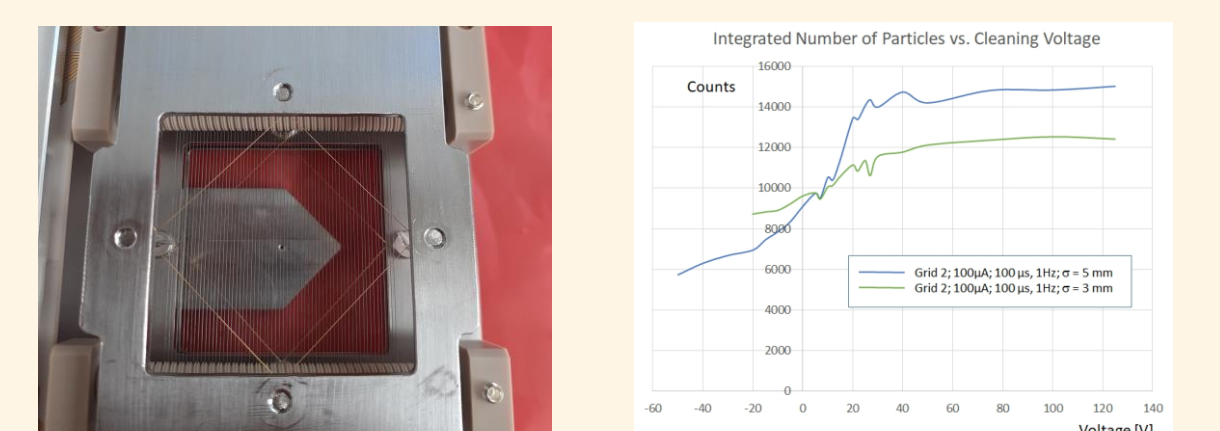 Integrated Number of Particles vs. Cleaning Voltage
Counts
16000
14000
12000
10000
8000
6000
4000
2000
0
-60 -40 -20 0 20 40 60 80 100 120 140
Voltage [V]
Grid 2; 100µA; 100 µs, 1Hz; σ = 5 mm
Grid 2; 100µA; 100 µs, 1Hz; σ = 3 mm